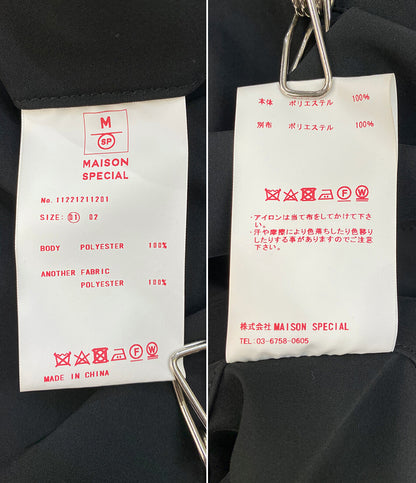 M
SP
MAISON
SPECIAL
No. 11221211201
SIZE: 01 02
BODY POLYESTER 100%
ANOTHER FABRIC
POLYESTER 100%
MADE IN CHINA
本体 ポリエステル 100%
別布 ポリエステル 100%
・アイロンは当て布をしてかけて下さい。
・汗や摩擦により色落ちしたり色移り
したりする事がありますのでご注意
下さい。
株式会社 MAISON SPECIAL
TEL:03-6758-0605